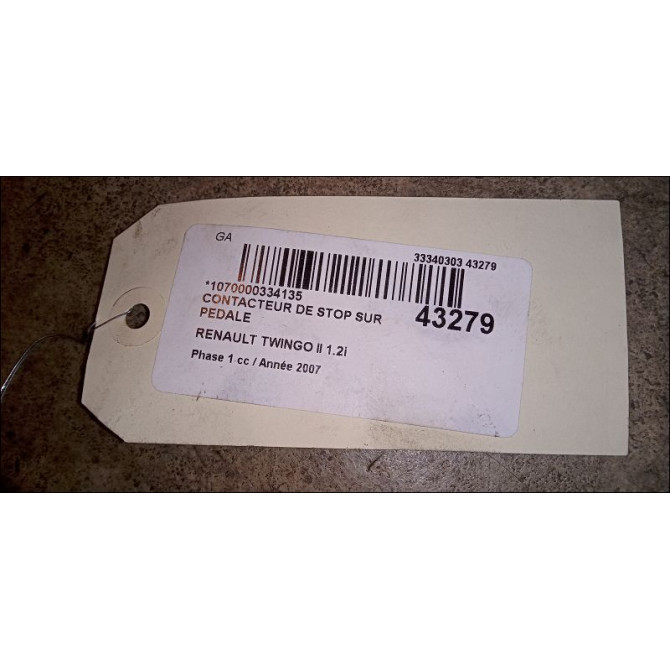 GA
33340303 43279
*1070000334135
CONTACTEUR DE STOP SUR
PEDALE
43279
RENAULT TWINGO II 1.2i
Phase 1 cc / Année 2007